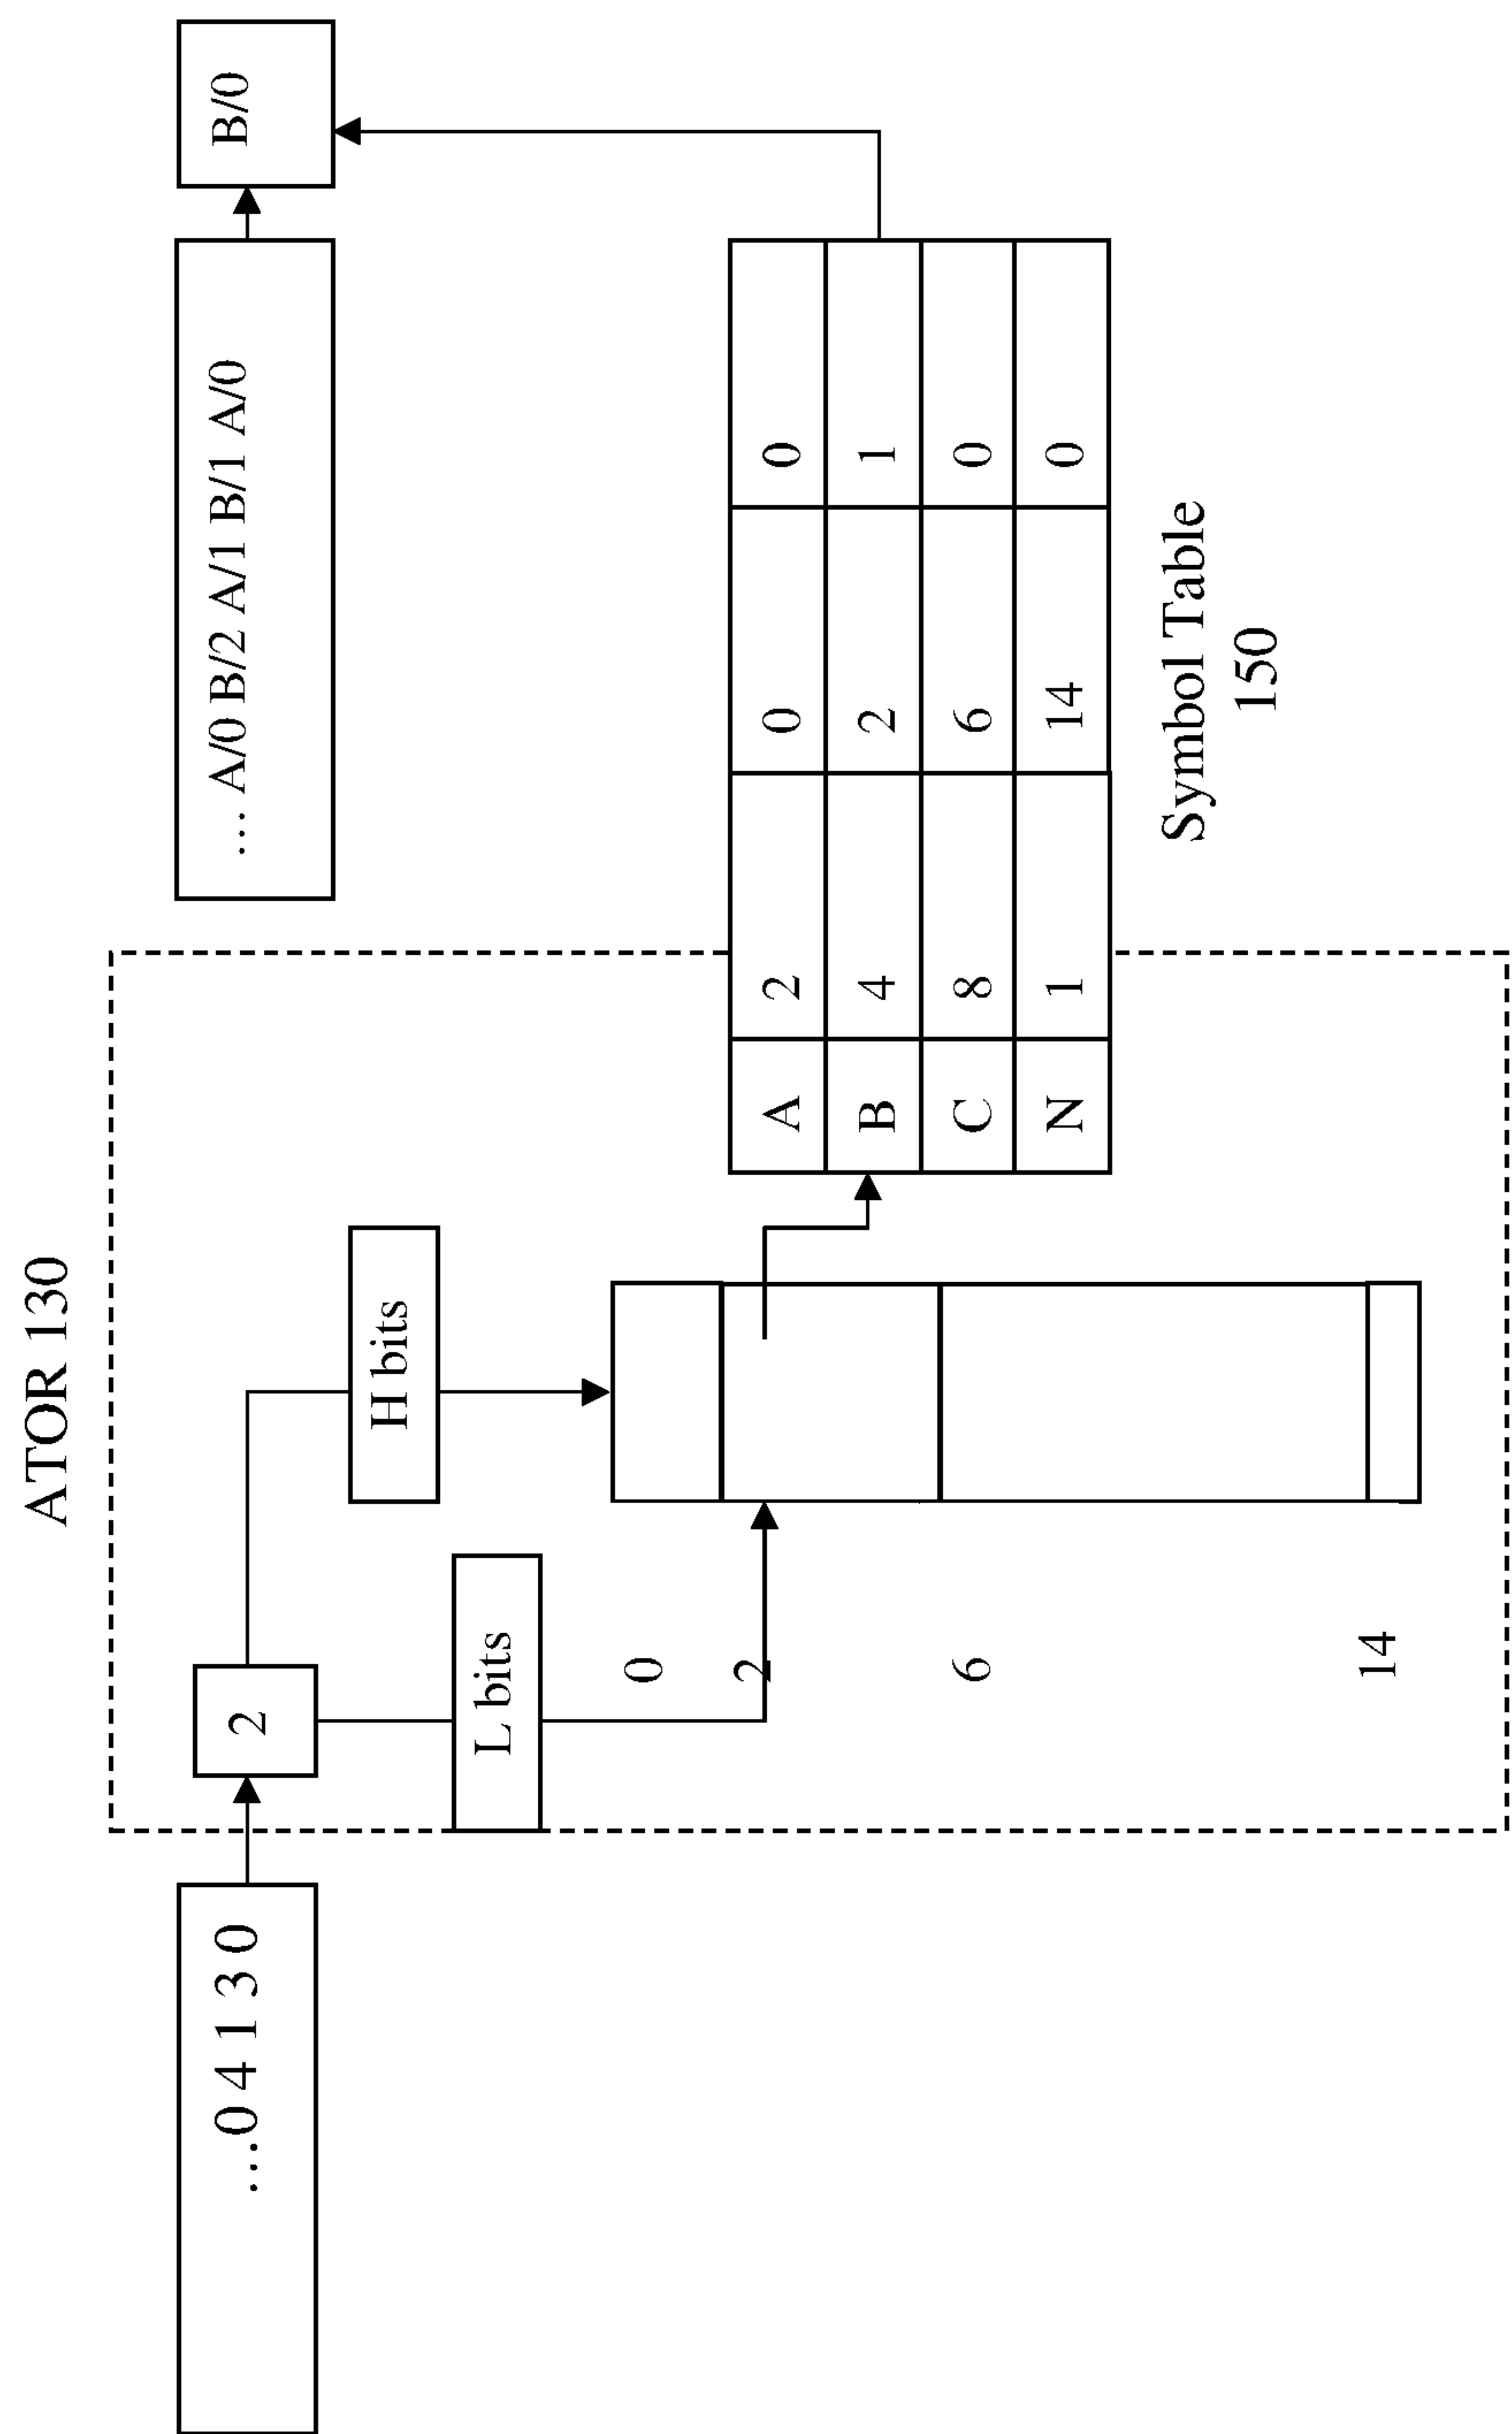 ATOR 130
…0 4 1 3 0
2
… A/0 B/2 A/1 B/1 A/0
B/0
H bits
L bits
0
2
6
14
A 2 0 0
B 4 2 1
C 8 6 0
N 1 14 0
Symbol Table
150